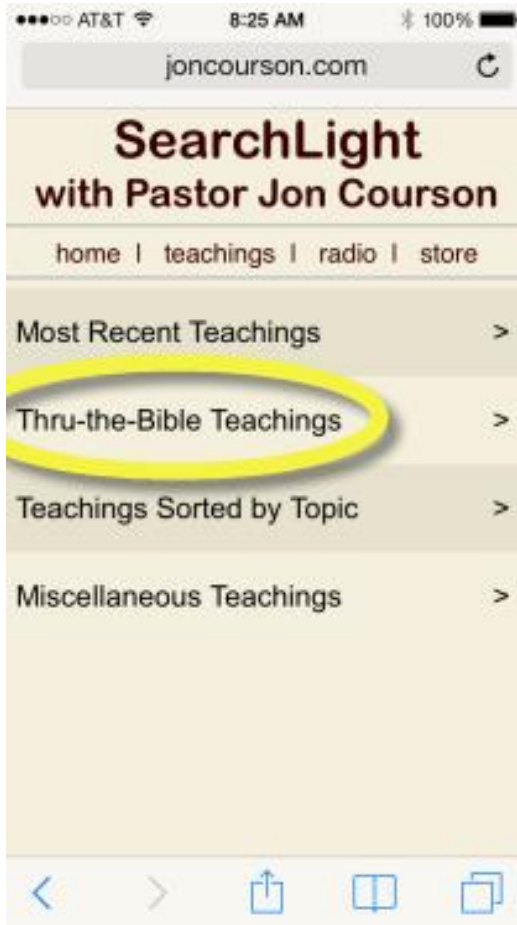 AT&T 8:25 AM 100%
joncourson.com
SearchLight
with Pastor Jon Courson
home | teachings | radio | store
Most Recent Teachings >
Thru-the-Bible Teachings >
Teachings Sorted by Topic >
Miscellaneous Teachings >